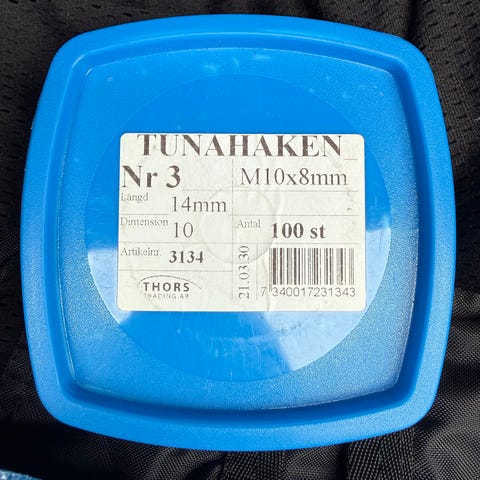 TUNAHAKEN
Nr 3 M10x8mm
Längd 14mm
Dimension 10 Antal 100 st
Artikelnr. 3134
THORS
TRADING AB
21.03.30
7 340017 231343